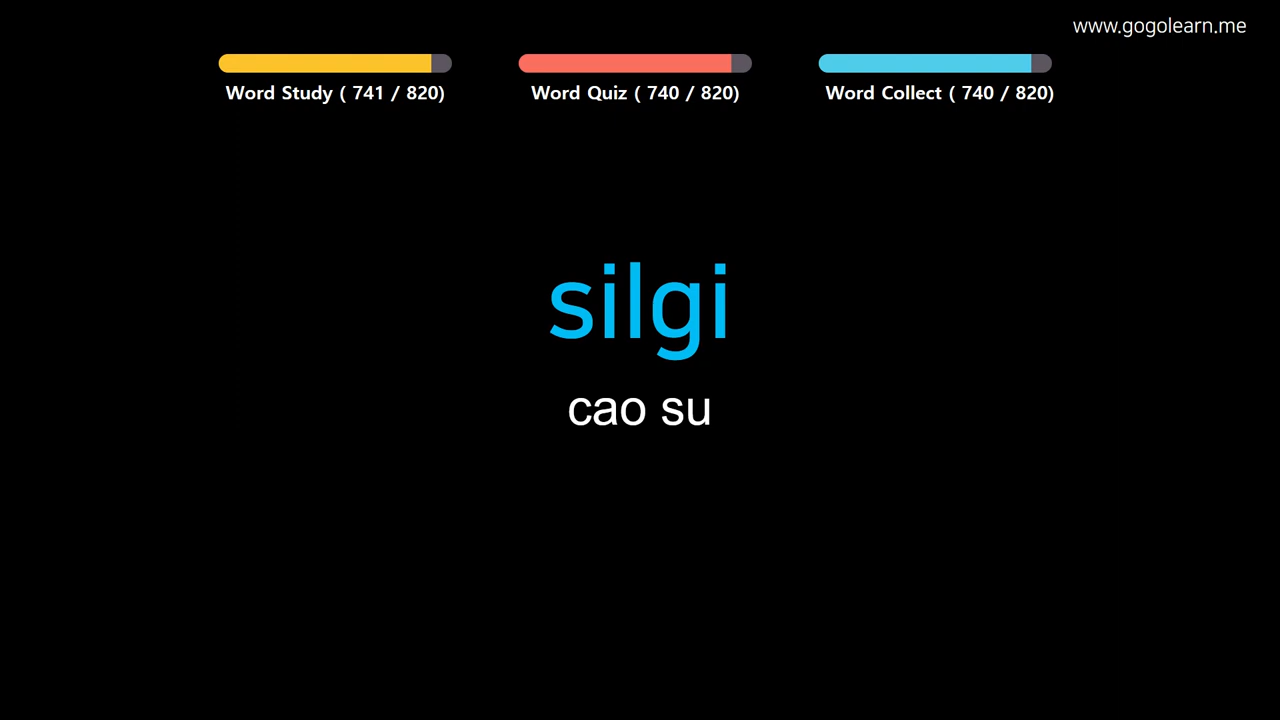 www.gogolearn.me
Word Study ( 741 / 820)
Word Quiz ( 740 / 820)
Word Collect ( 740 / 820)
silgi
cao su